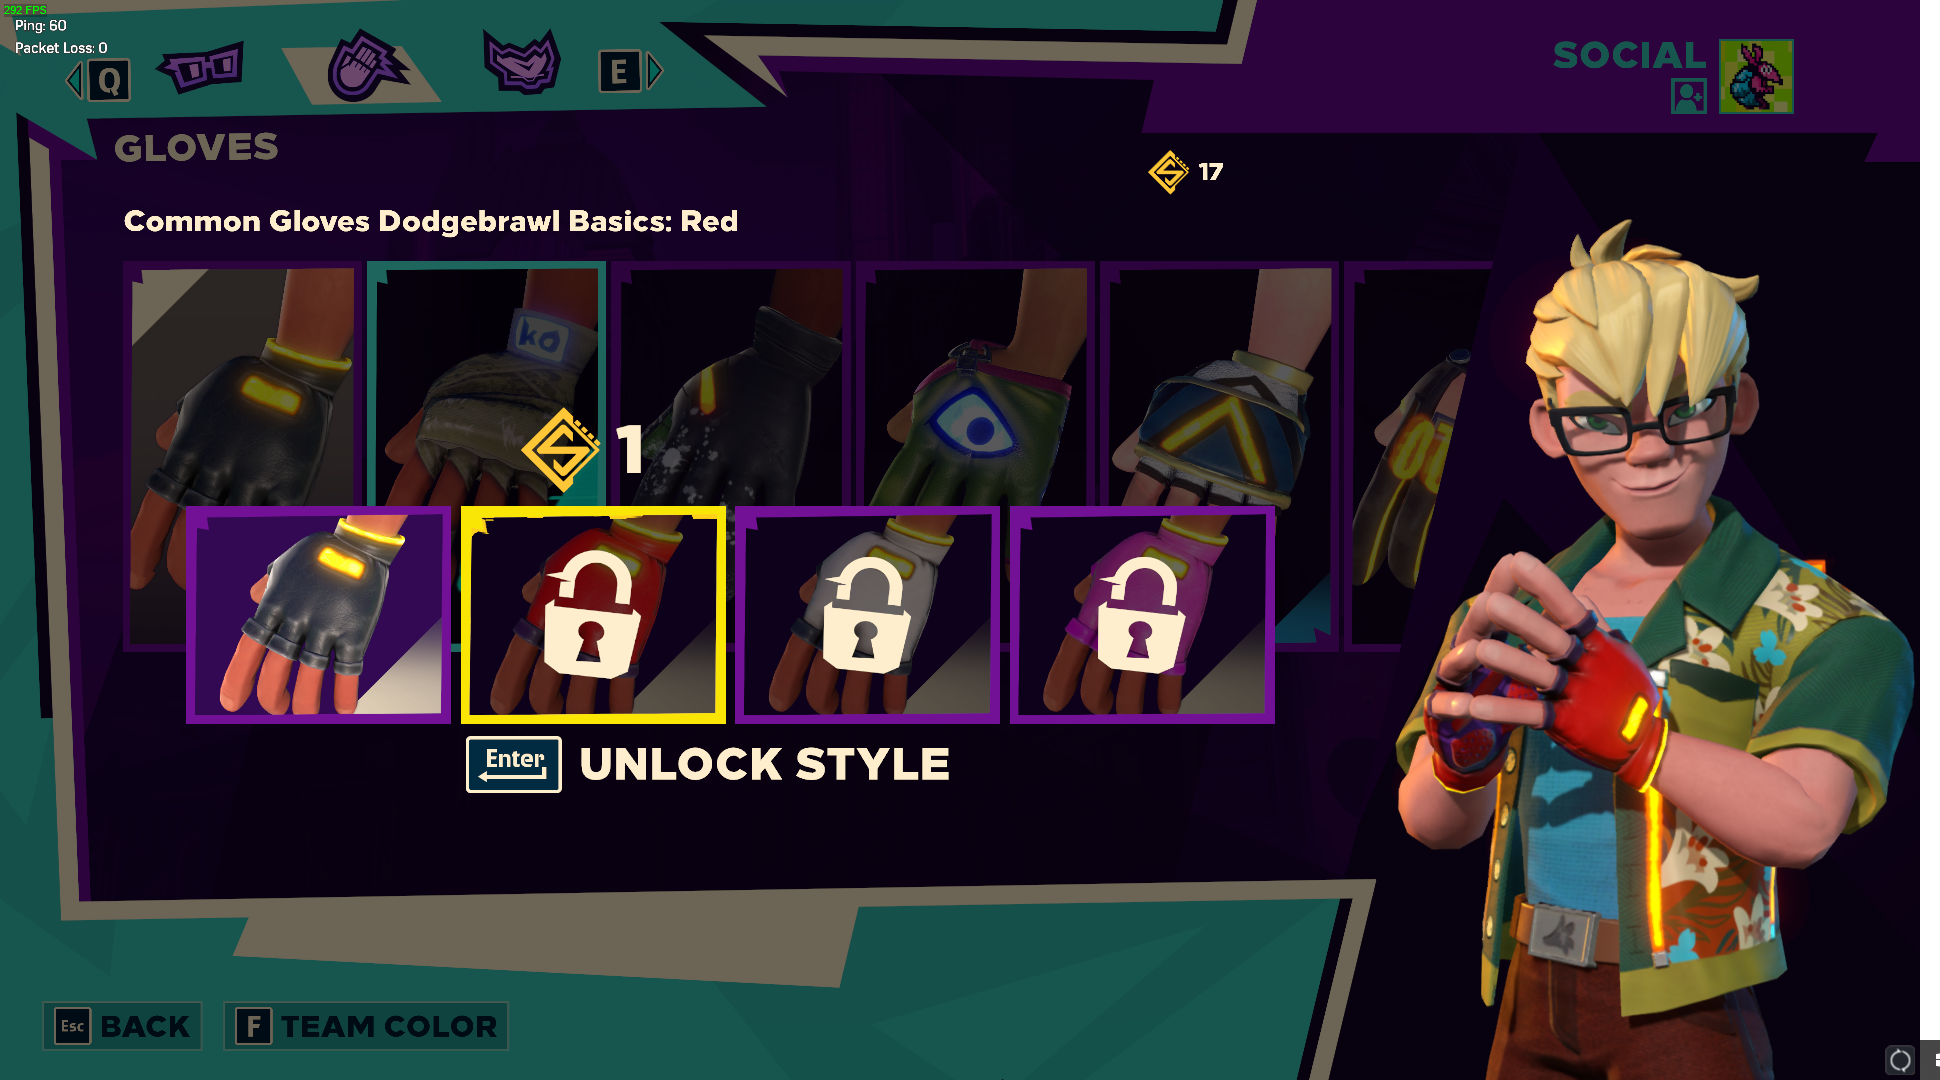 292 FPS
Ping: 60
Packet Loss: 0
Q
E
SOCIAL
GLOVES
17
Common Gloves Dodgebrawl Basics: Red
ko
1
Enter UNLOCK STYLE
Esc BACK
F TEAM COLOR